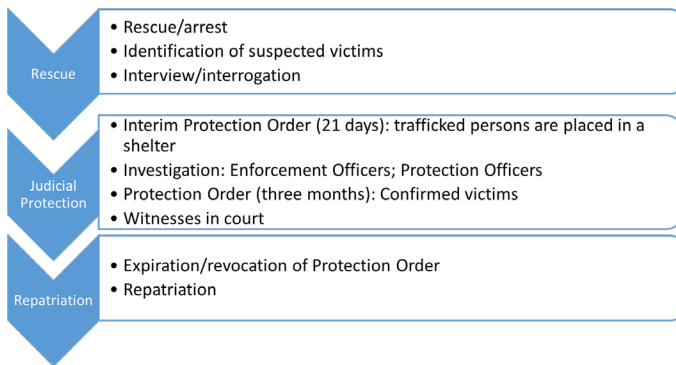 Rescue
• Rescue/arrest
• Identification of suspected victims
• Interview/interrogation
Judicial
Protection
• Interim Protection Order (21 days): trafficked persons are placed in a
shelter
• Investigation: Enforcement Officers; Protection Officers
• Protection Order (three months): Confirmed victims
• Witnesses in court
Repatriation
• Expiration/revocation of Protection Order
• Repatriation